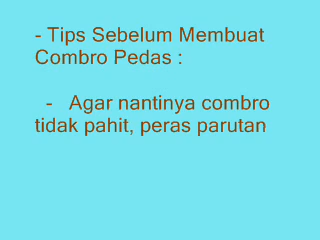 - Tips Sebelum Membuat
Combro Pedas :
-   Agar nantinya combro
tidak pahit, peras parutan